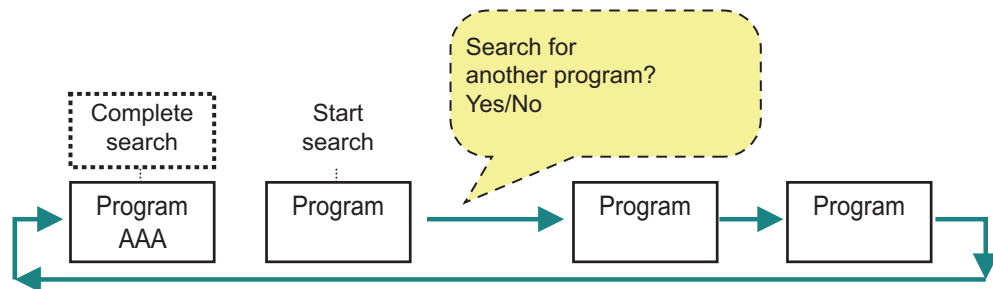 Search for
another program?
Yes/No
Complete
search
Start
search
Program
AAA
Program
Program
Program